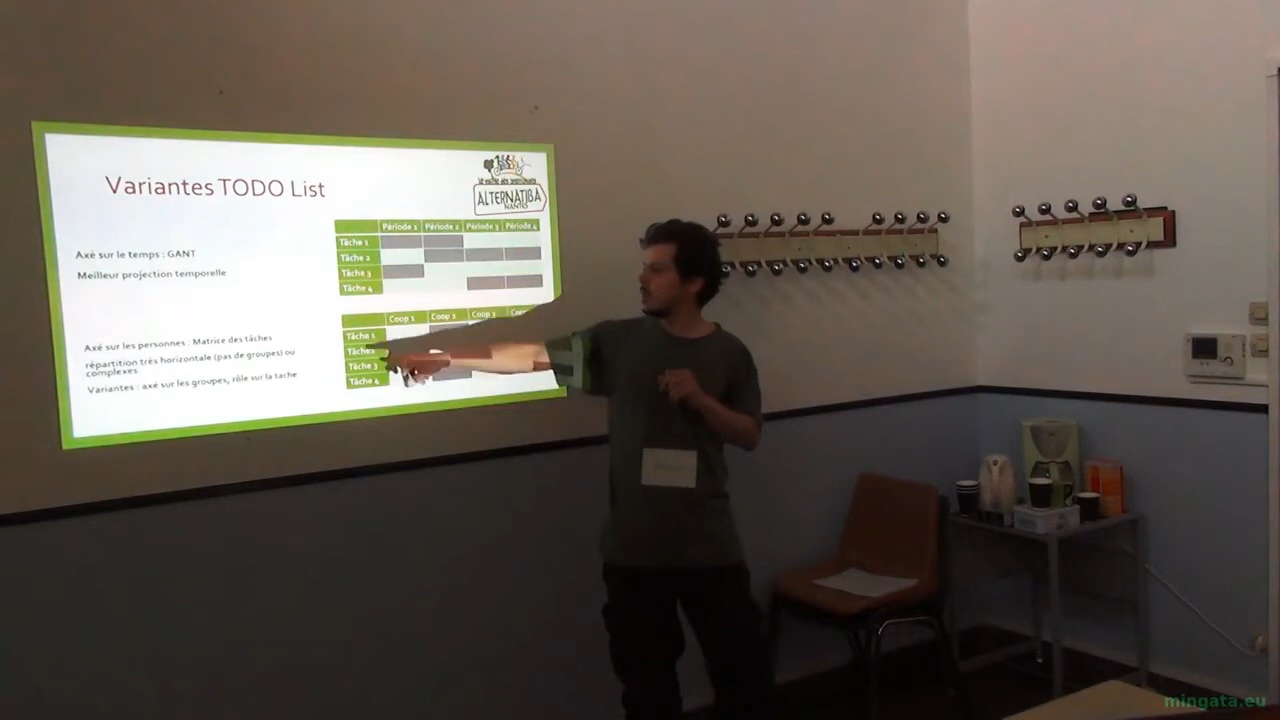 Variantes TODO List
ALTERNATIBA
NANTES
Axé sur le temps : GANT
Meilleur projection temporelle
Période 1 Période 2 Période 3 Période 4
Tâche 1
Tâche 2
Tâche 3
Tâche 4
Axé sur les personnes : Matrice des tâches
répartition très horizontale (pas de groupes) ou
complexes
Variantes : axé sur les groupes, rôle sur la tache
Coop 1 Coop 2 Coop 3
Tâche 1
Tâche 2
Tâche 3
Tâche 4
mingata.eu